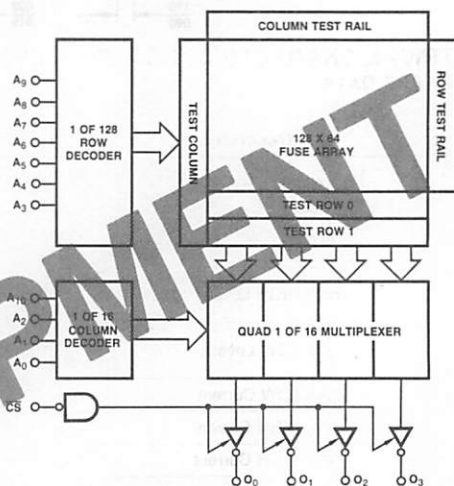 COLUMN TEST RAIL
A9
A8
A7
A6
A5
A4
A3
1 OF 128
ROW
DECODER
TEST COLUMN
128 X 64
FUSE ARRAY
ROW TEST RAIL
TEST ROW 0
TEST ROW 1
A10
A2
A1
A0
1 OF 16
COLUMN
DECODER
QUAD 1 OF 16 MULTIPLEXER
CS
O0
O1
O2
O3
PMENT